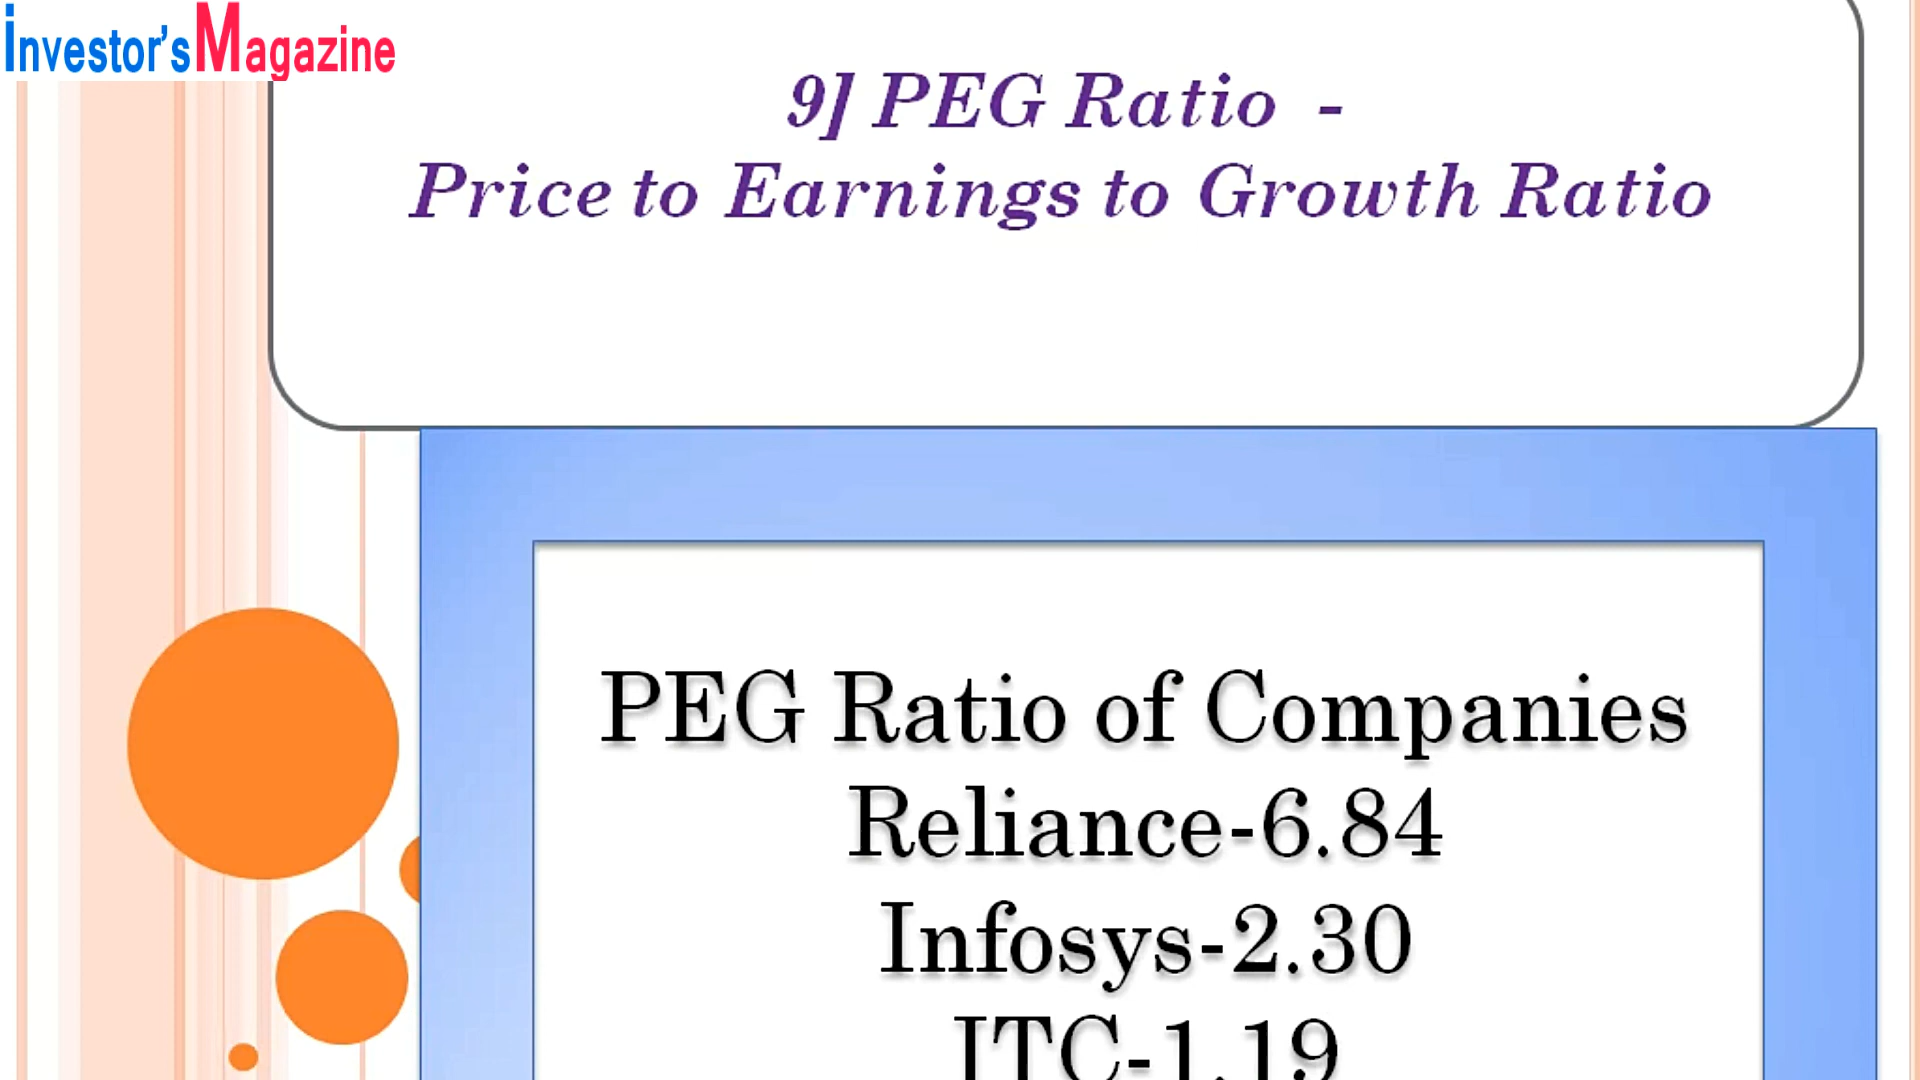 investor's Magazine
9] PEG Ratio -
Price to Earnings to Growth Ratio
PEG Ratio of Companies
Reliance-6.84
Infosys-2.30
ITC-1.19